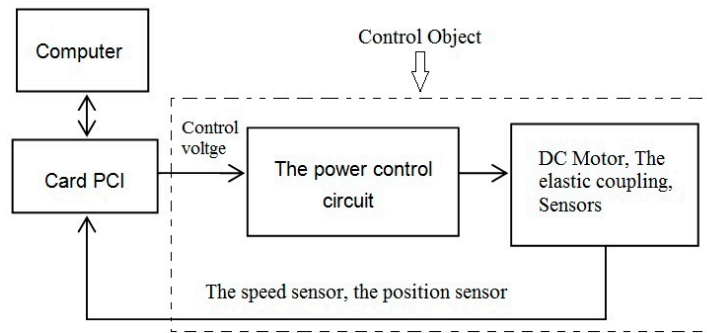 Control Object
Computer
Control
voltge
Card PCI
The power control
circuit
DC Motor, The
elastic coupling,
Sensors
The speed sensor, the position sensor